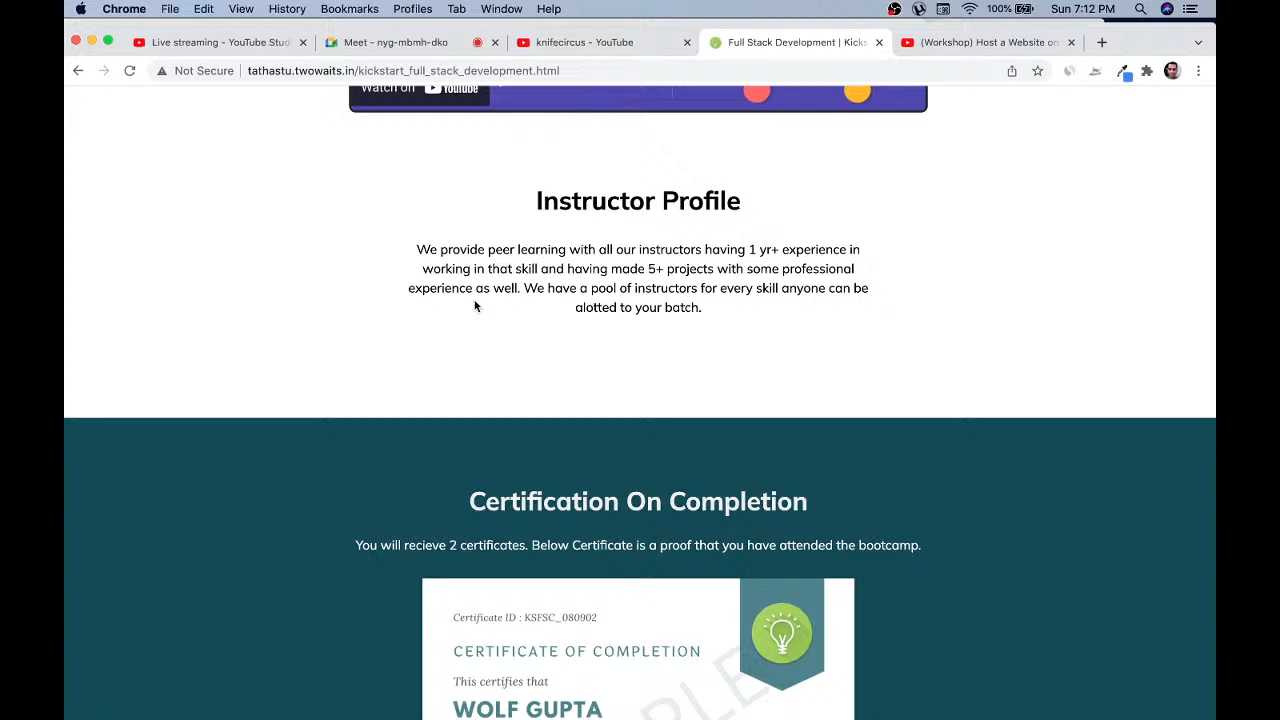 Chrome File Edit View History Bookmarks Profiles Tab Window Help 100% Sun 7:12 PM
Live streaming - YouTube Stud Meet - nyg-mbmh-dko knifecircus - YouTube Full Stack Development | Kicks (Workshop) Host a Website on
Not Secure tathastu.twowaits.in/kickstart_full_stack_development.html
Watch on YouTube
Instructor Profile
We provide peer learning with all our instructors having 1 yr+ experience in
working in that skill and having made 5+ projects with some professional
experience as well. We have a pool of instructors for every skill anyone can be
alotted to your batch.
Certification On Completion
You will recieve 2 certificates. Below Certificate is a proof that you have attended the bootcamp.
Certificate ID : KSFSC_080902
CERTIFICATE OF COMPLETION
This certifies that
WOLF GUPTA